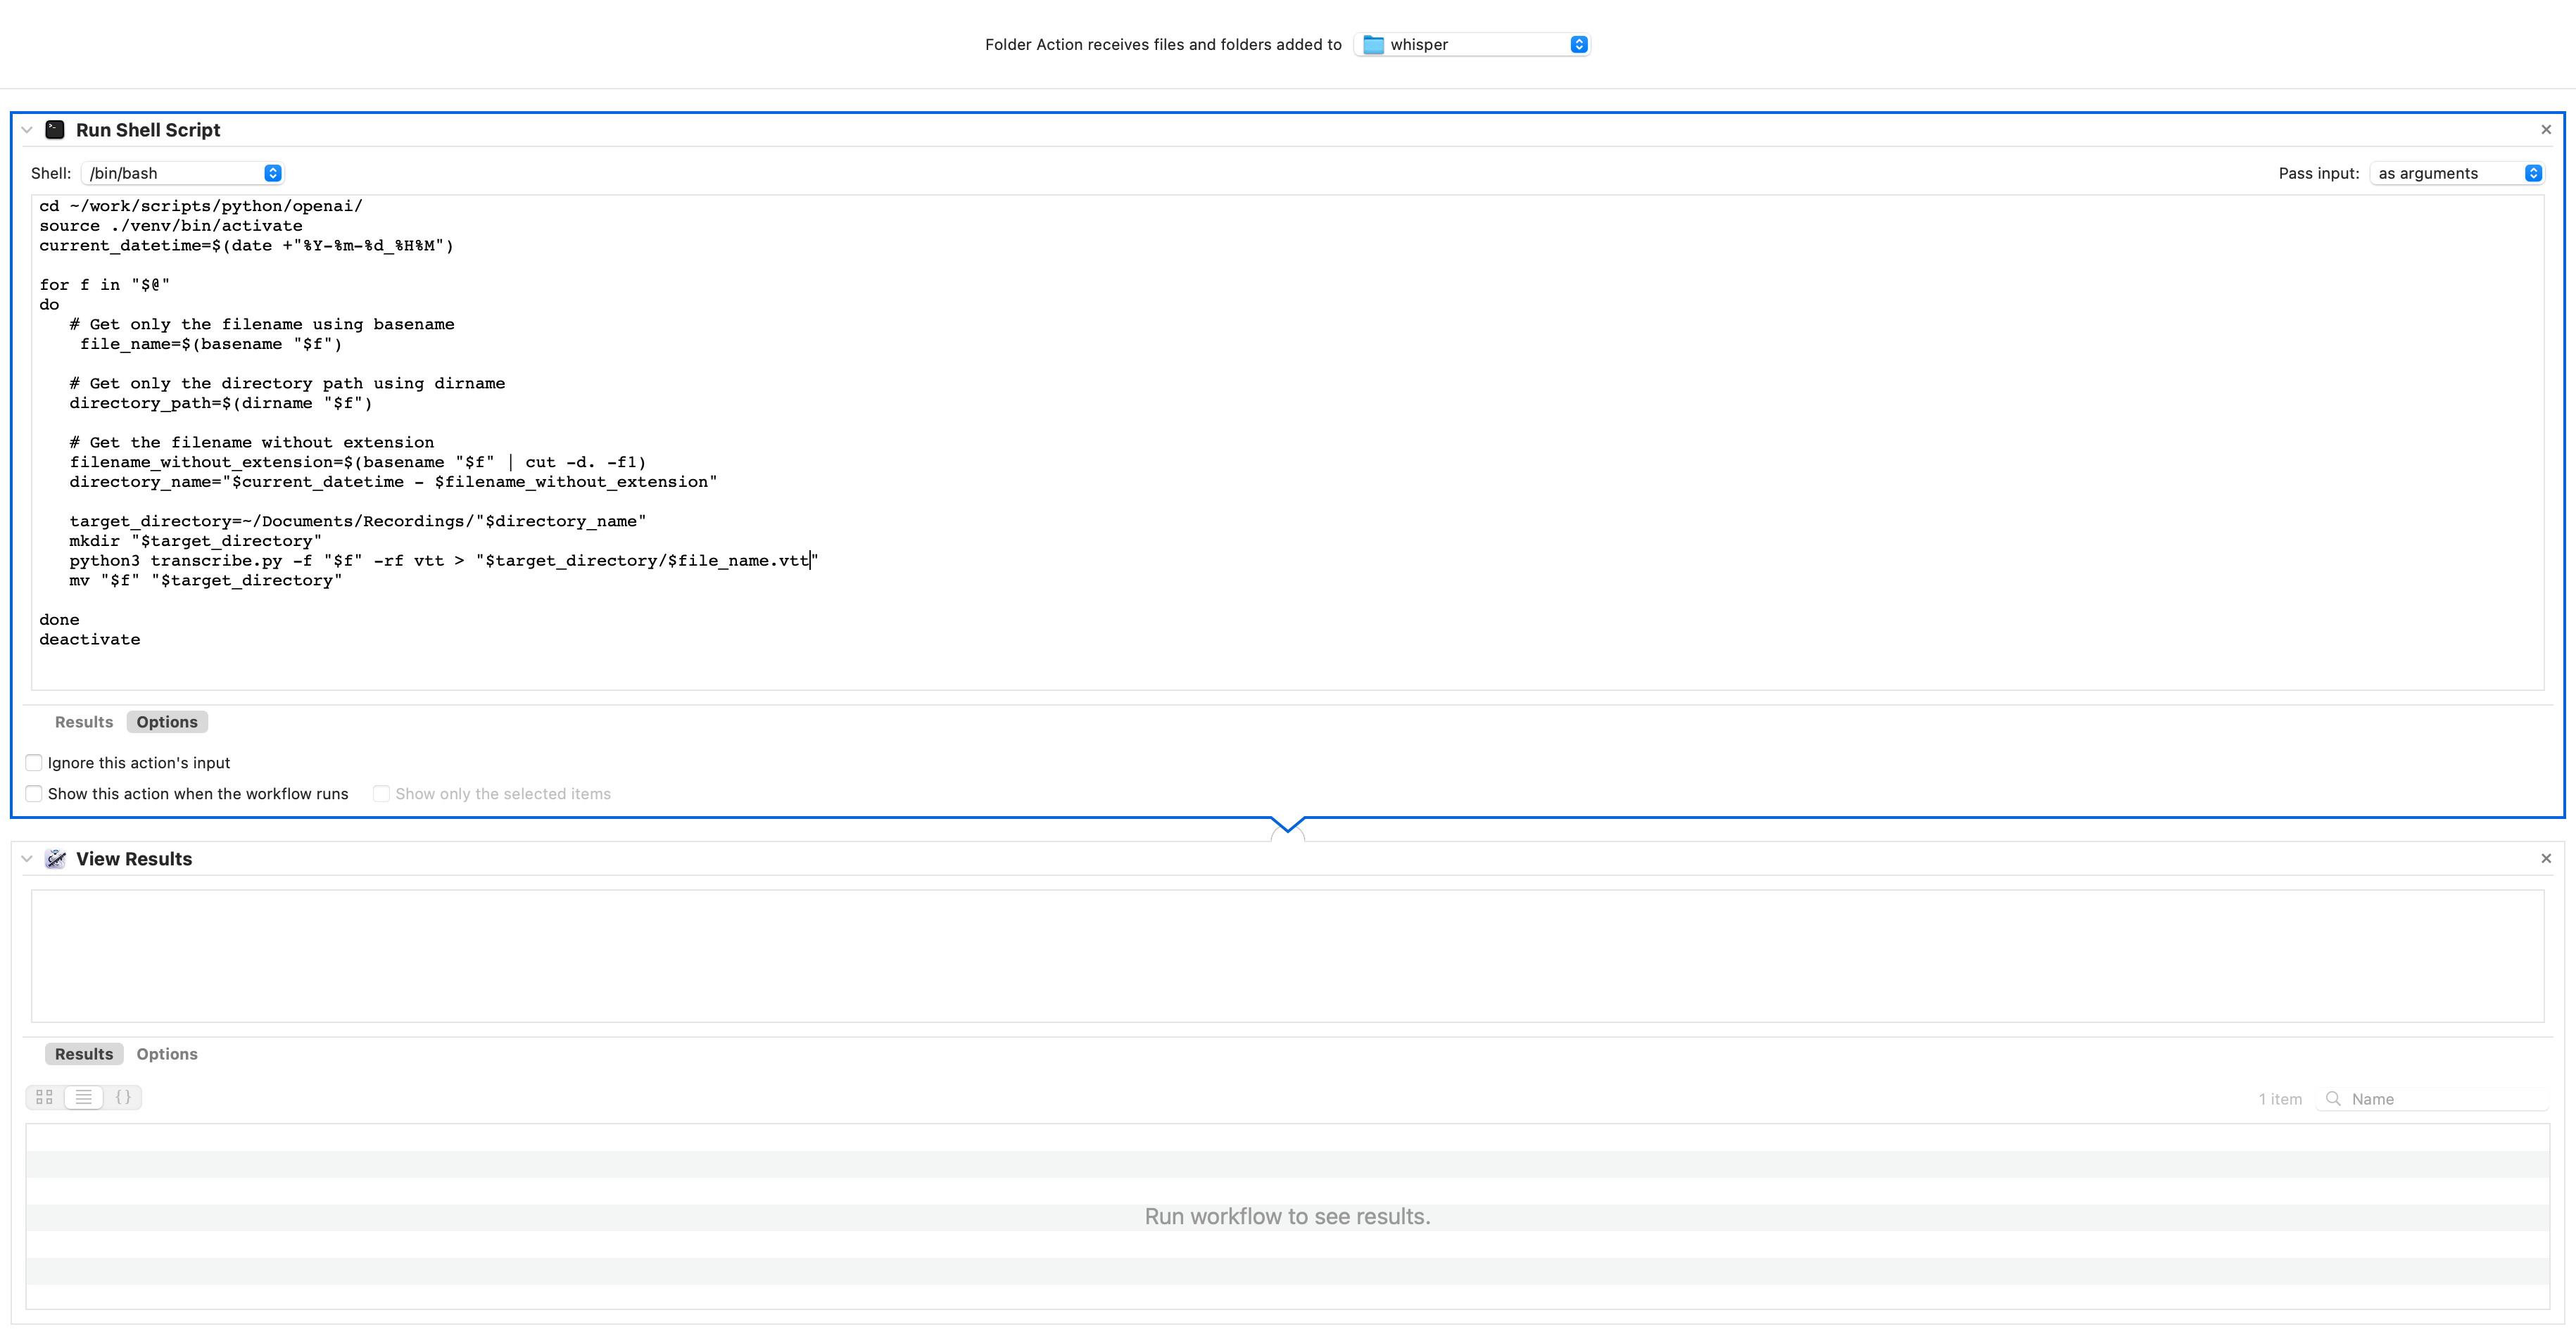 Folder Action receives files and folders added to whisper
Run Shell Script
Shell: /bin/bash Pass input: as arguments
cd ~/work/scripts/python/openai/
source ./venv/bin/activate
current_datetime=$(date +"%Y-%m-%d_%H%M")
for f in "$@"
do
# Get only the filename using basename
file_name=$(basename "$f")
# Get only the directory path using dirname
directory_path=$(dirname "$f")
# Get the filename without extension
filename_without_extension=$(basename "$f" | cut -d. -f1)
directory_name="$current_datetime - $filename_without_extension"
target_directory=~/Documents/Recordings/"$directory_name"
mkdir "$target_directory"
python3 transcribe.py -f "$f" -rf vtt > "$target_directory/$file_name.vtt"
mv "$f" "$target_directory"
done
deactivate
Results Options
Ignore this action's input
Show this action when the workflow runs Show only the selected items
View Results
Results Options
1 item Name
Run workflow to see results.